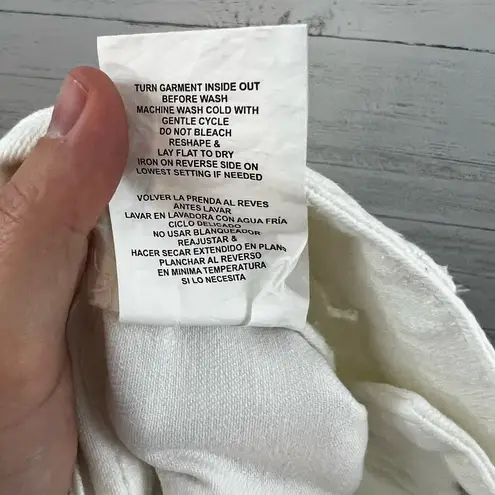 TURN GARMENT INSIDE OUT
BEFORE WASH
MACHINE WASH COLD WITH
GENTLE CYCLE
DO NOT BLEACH
RESHAPE &
LAY FLAT TO DRY
IRON ON REVERSE SIDE ON
LOWEST SETTING IF NEEDED
VOLVER LA PRENDA AL REVES
ANTES LAVAR
LAVAR EN LAVADORA CON AGUA FRÍA
CICLO DELICADO
NO USAR BLANQUEADOR
REAJUSTAR &
HACER SECAR EXTENDIDO EN PLANO
PLANCHAR AL REVERSO
EN MINIMA TEMPERATURA
SI LO NECESITA